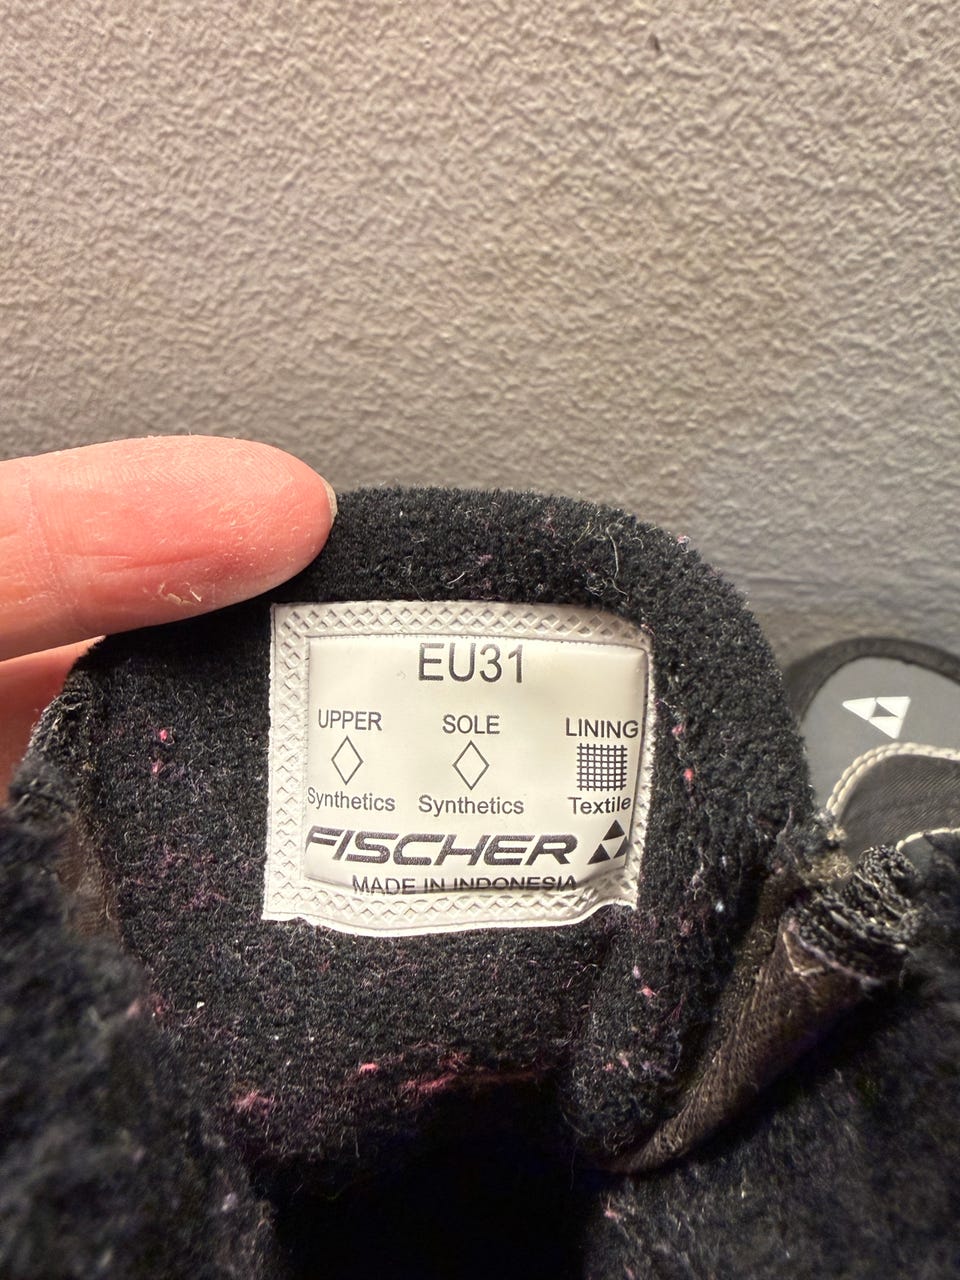 EU31
UPPER SOLE LINING
Synthetics Synthetics Textile
FISCHER
MADE IN INDONESIA